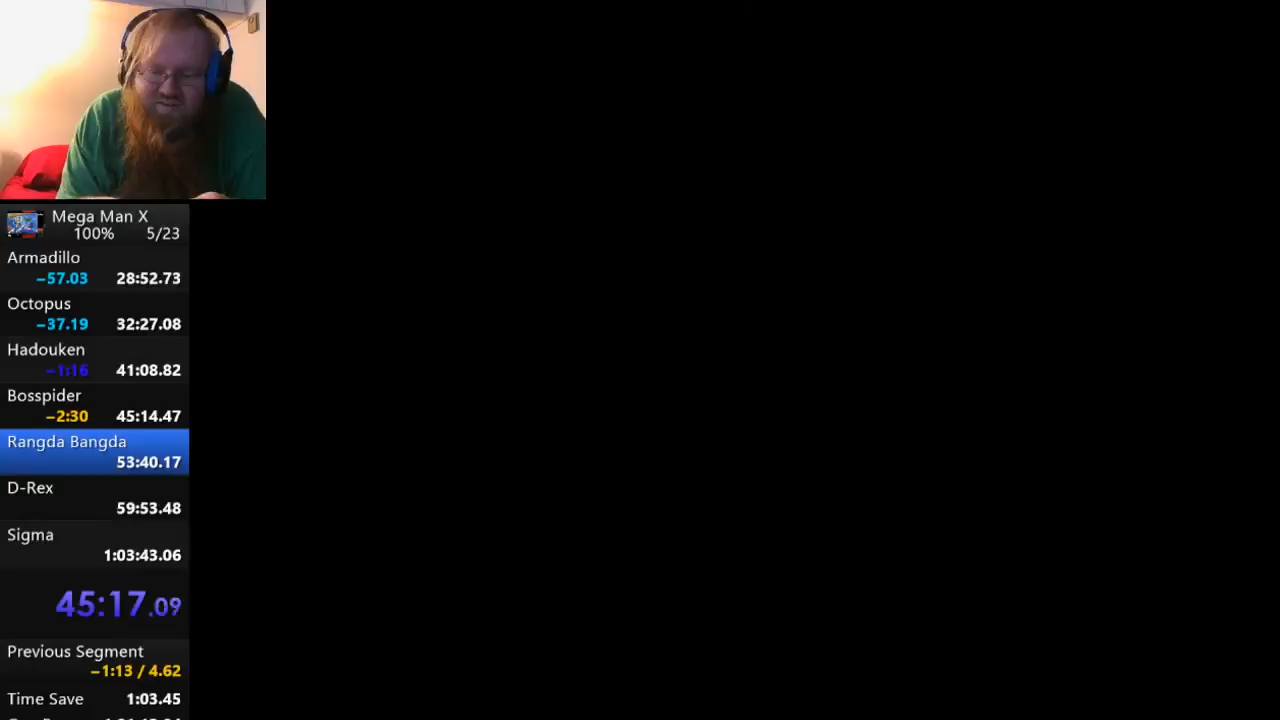 Mega Man X
100% 5/23
Armadillo
-57.03 28:52.73
Octopus
-37.19 32:27.08
Hadouken
-1:16 41:08.82
Bosspider
-2:30 45:14.47
Rangda Bangda
53:40.17
D-Rex
59:53.48
Sigma
1:03:43.06
45:17.09
Previous Segment
-1:13 / 4.62
Time Save 1:03.45